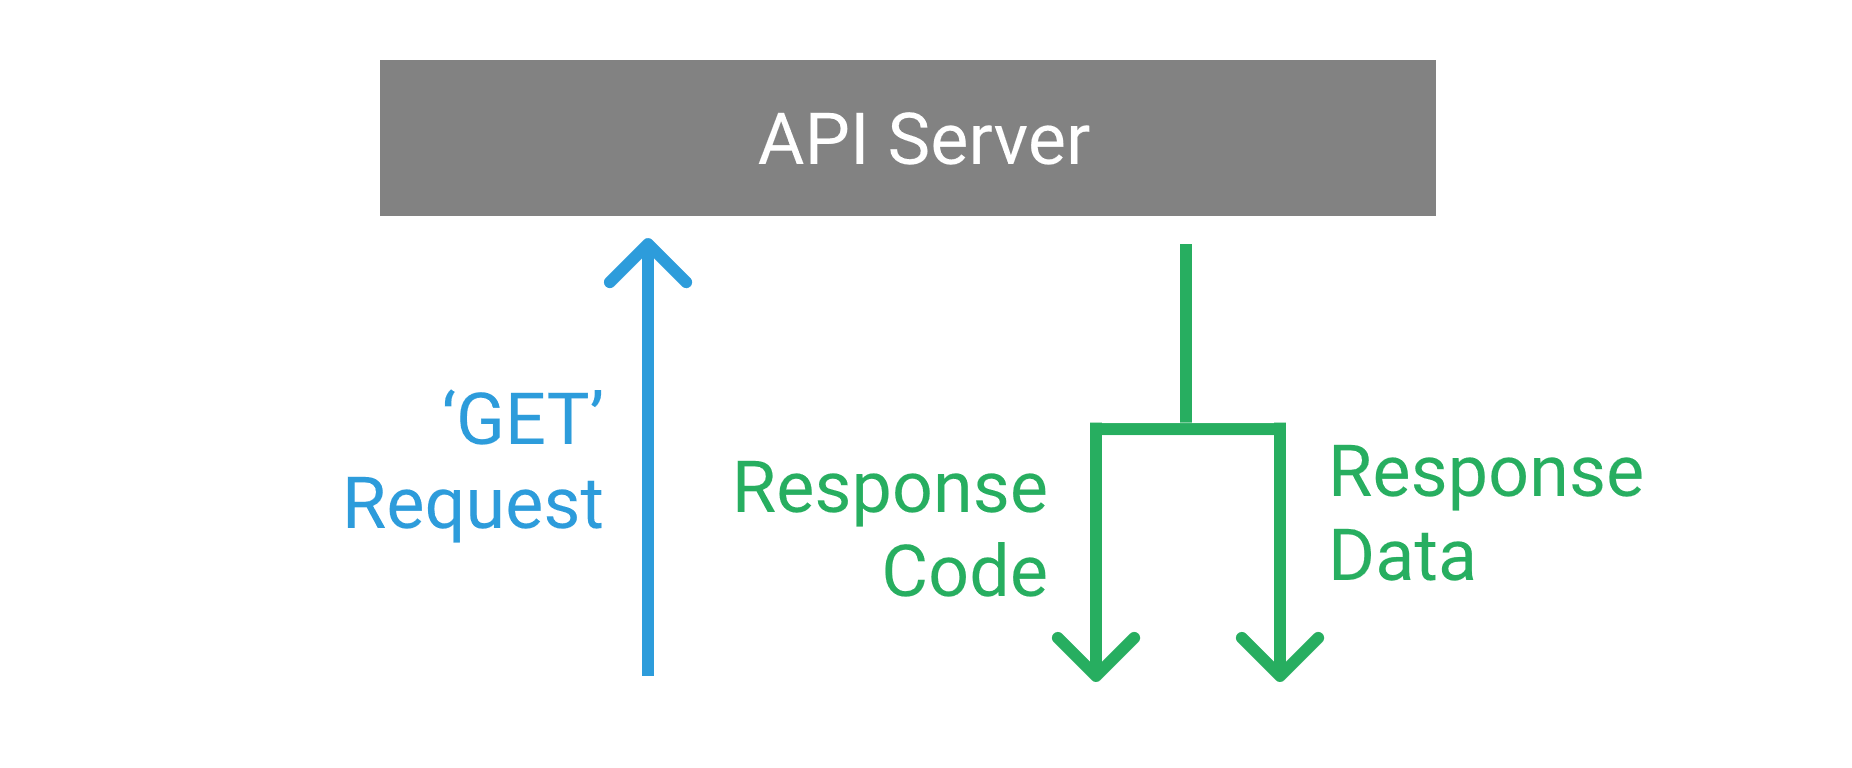 API Server
‘GET’
Request
Response
Code
Response
Data